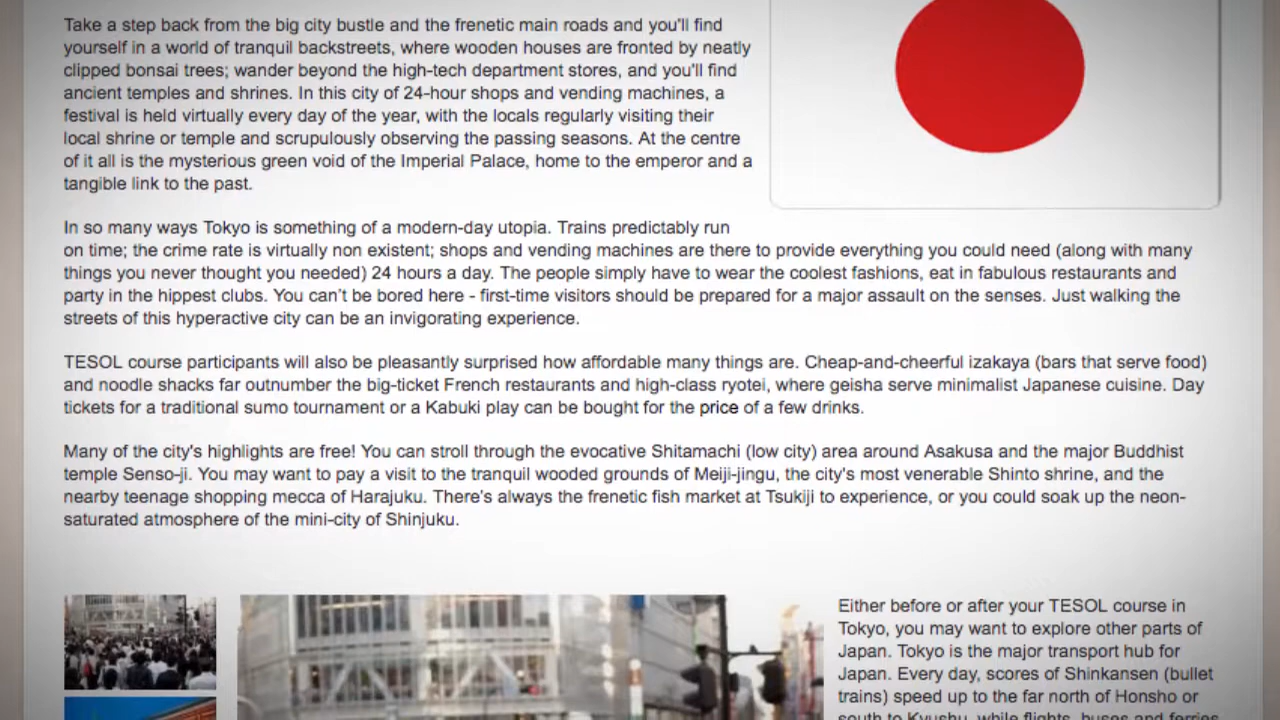 Take a step back from the big city bustle and the frenetic main roads and you'll find
yourself in a world of tranquil backstreets, where wooden houses are fronted by neatly
clipped bonsai trees; wander beyond the high-tech department stores, and you'll find
ancient temples and shrines. In this city of 24-hour shops and vending machines, a
festival is held virtually every day of the year, with the locals regularly visiting their
local shrine or temple and scrupulously observing the passing seasons. At the centre
of it all is the mysterious green void of the Imperial Palace, home to the emperor and a
tangible link to the past.
In so many ways Tokyo is something of a modern-day utopia. Trains predictably run
on time; the crime rate is virtually non existent; shops and vending machines are there to provide everything you could need (along with many
things you never thought you needed) 24 hours a day. The people simply have to wear the coolest fashions, eat in fabulous restaurants and
party in the hippest clubs. You can't be bored here - first-time visitors should be prepared for a major assault on the senses. Just walking the
streets of this hyperactive city can be an invigorating experience.
TESOL course participants will also be pleasantly surprised how affordable many things are. Cheap-and-cheerful izakaya (bars that serve food)
and noodle shacks far outnumber the big-ticket French restaurants and high-class ryotei, where geisha serve minimalist Japanese cuisine. Day
tickets for a traditional sumo tournament or a Kabuki play can be bought for the price of a few drinks.
Many of the city's highlights are free! You can stroll through the evocative Shitamachi (low city) area around Asakusa and the major Buddhist
temple Senso-ji. You may want to pay a visit to the tranquil wooded grounds of Meiji-jingu, the city's most venerable Shinto shrine, and the
nearby teenage shopping mecca of Harajuku. There's always the frenetic fish market at Tsukiji to experience, or you could soak up the neon-
saturated atmosphere of the mini-city of Shinjuku.
Either before or after your TESOL course in
Tokyo, you may want to explore other parts of
Japan. Tokyo is the major transport hub for
Japan. Every day, scores of Shinkansen (bullet
trains) speed up to the far north of Honsho or
south to Kyushu, while flights, buses and ferries